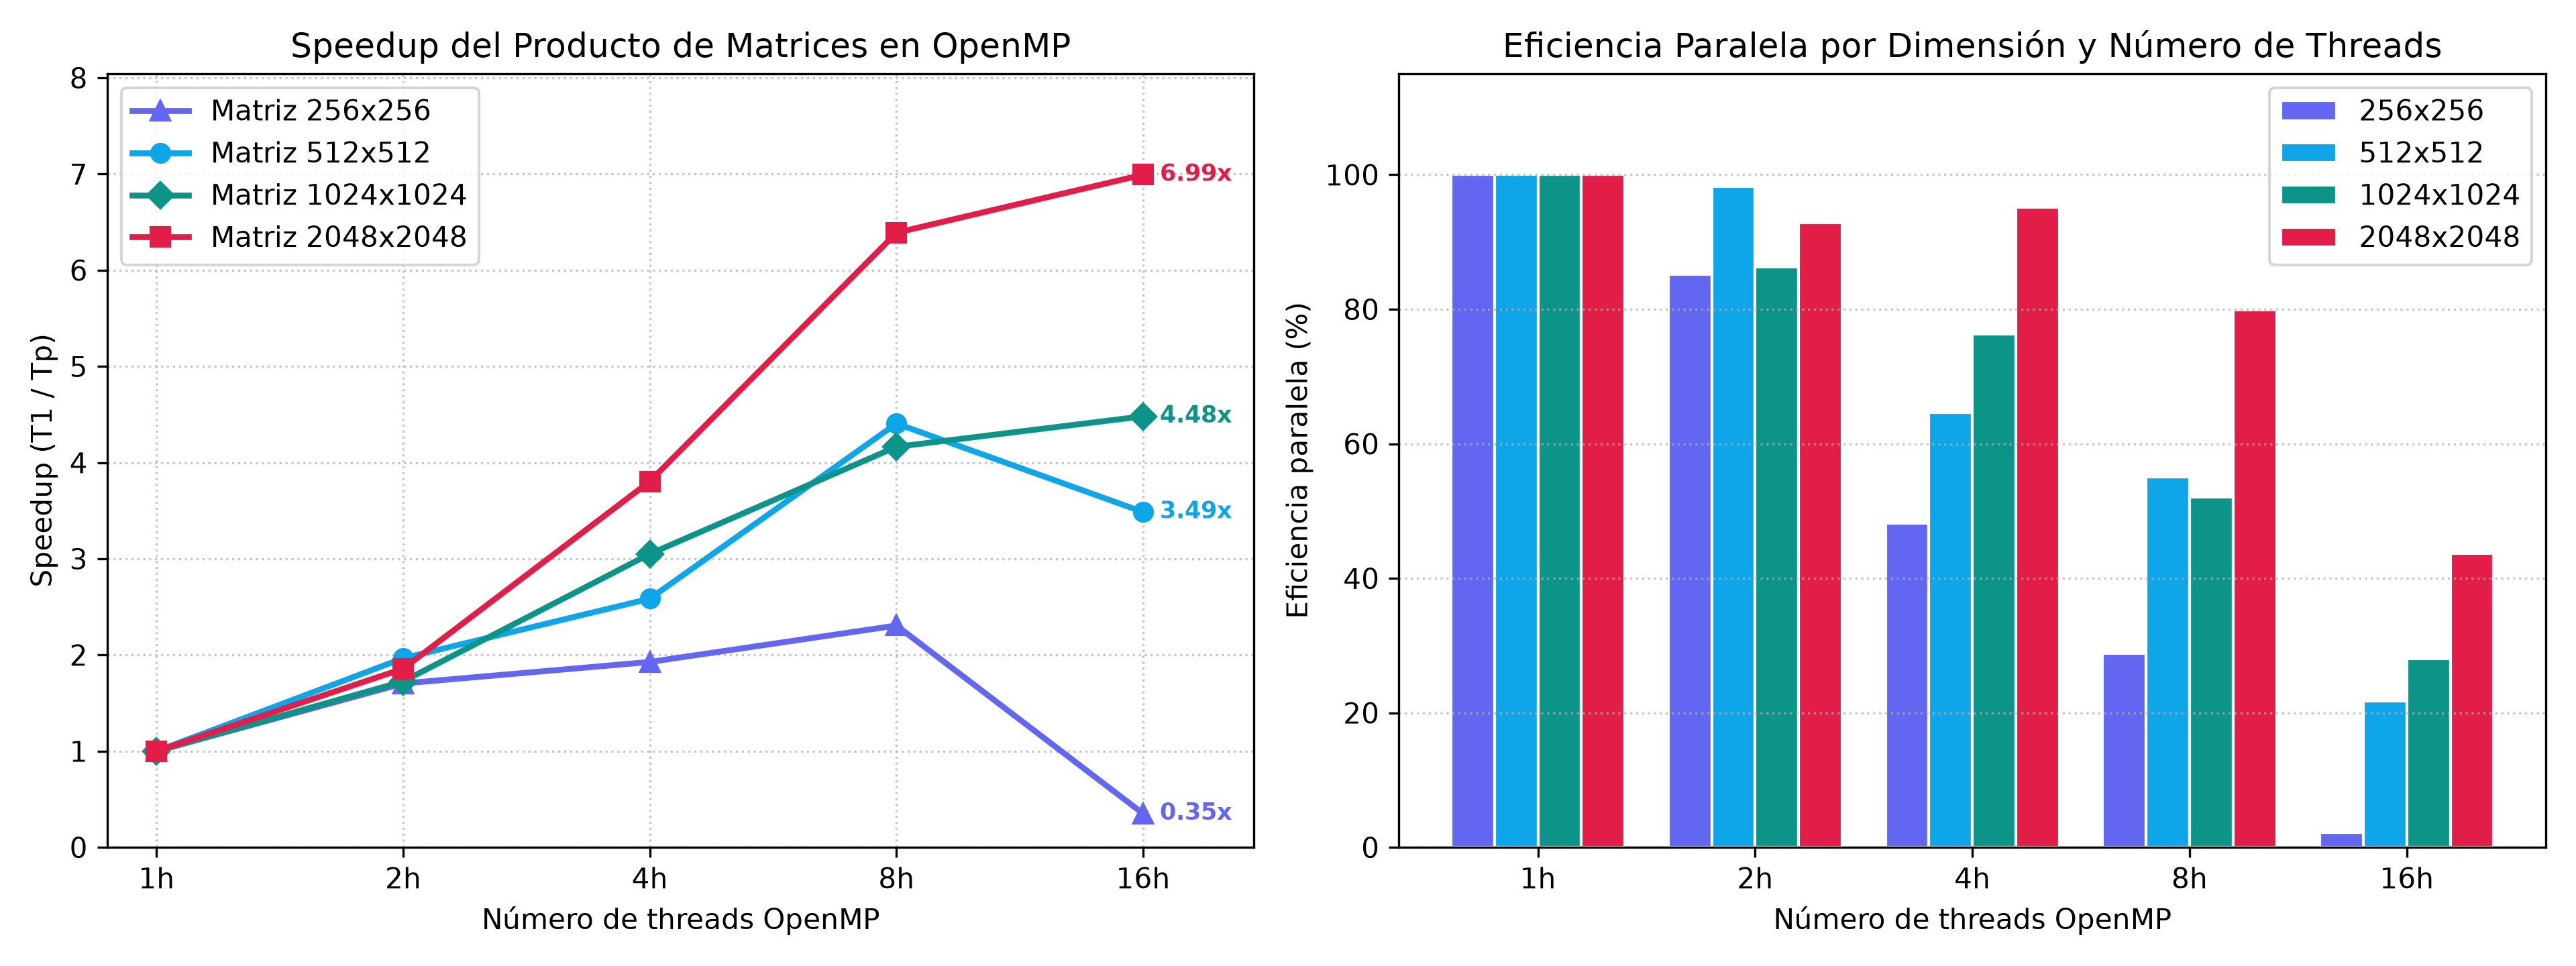 Speedup del Producto de Matrices en OpenMP
8
7
6
5
4
3
2
1
0
Speedup (T1 / Tp)
Matriz 256x256
Matriz 512x512
Matriz 1024x1024
Matriz 2048x2048
6.99x
4.48x
3.49x
0.35x
1h 2h 4h 8h 16h
Número de threads OpenMP
Eficiencia Paralela por Dimensión y Número de Threads
100
80
60
40
20
0
Eficiencia paralela (%)
256x256
512x512
1024x1024
2048x2048
1h 2h 4h 8h 16h
Número de threads OpenMP